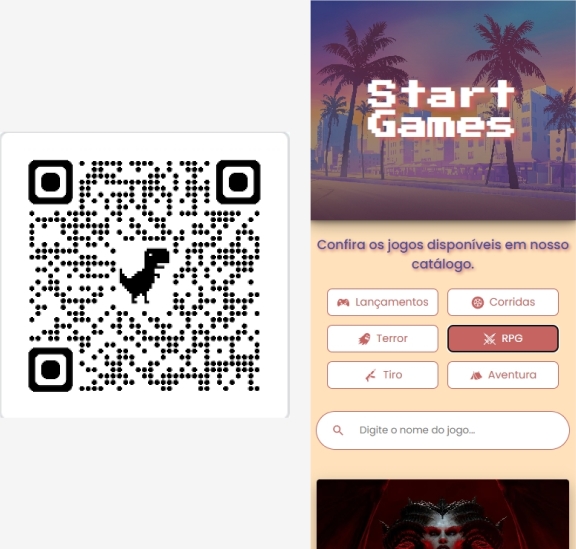 Start
Games
Confira os jogos disponíveis em nosso
catálogo.
Lançamentos
Corridas
Terror
RPG
Tiro
Aventura
Digite o nome do jogo...